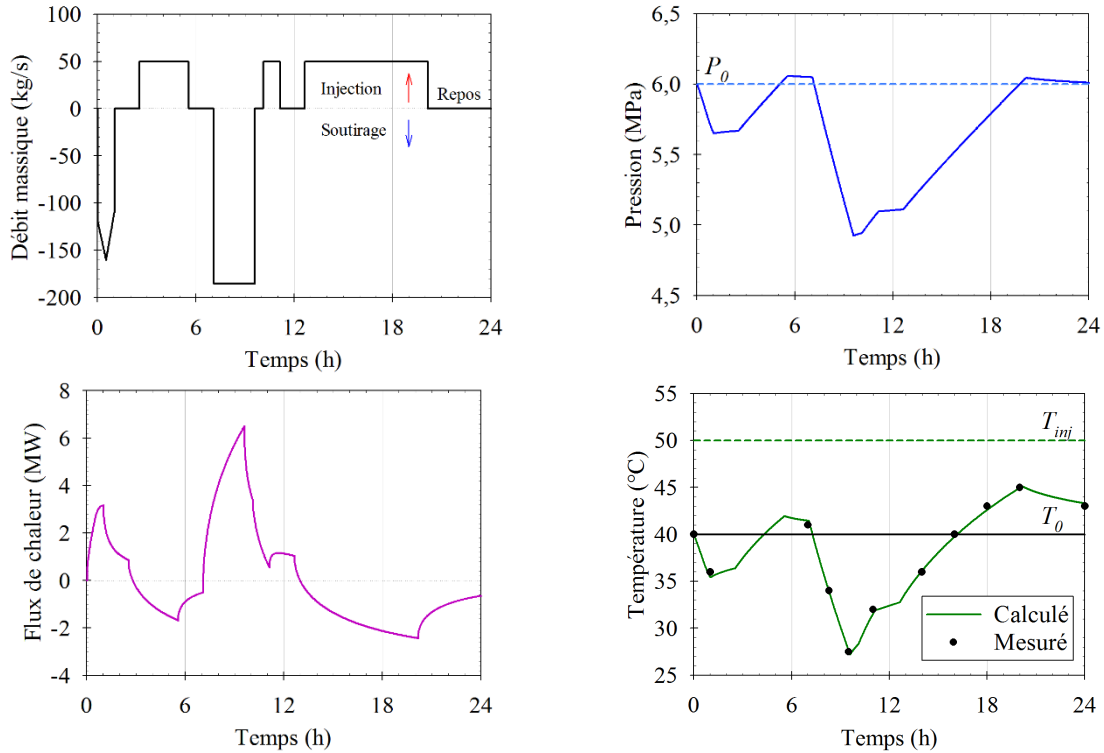 Débit massique (kg/s)
100
50
0
-50
-100
-150
-200
Injection
Soutirage
Repos
0 6 12 18 24
Temps (h)
Pression (MPa)
6,5
6,0
5,5
5,0
4,5
P0
0 6 12 18 24
Temps (h)
Flux de chaleur (MW)
8
6
4
2
0
-2
-4
0 6 12 18 24
Temps (h)
Température (°C)
55
50
45
40
35
30
25
Tinj
T0
Calculé
Mesuré
0 6 12 18 24
Temps (h)